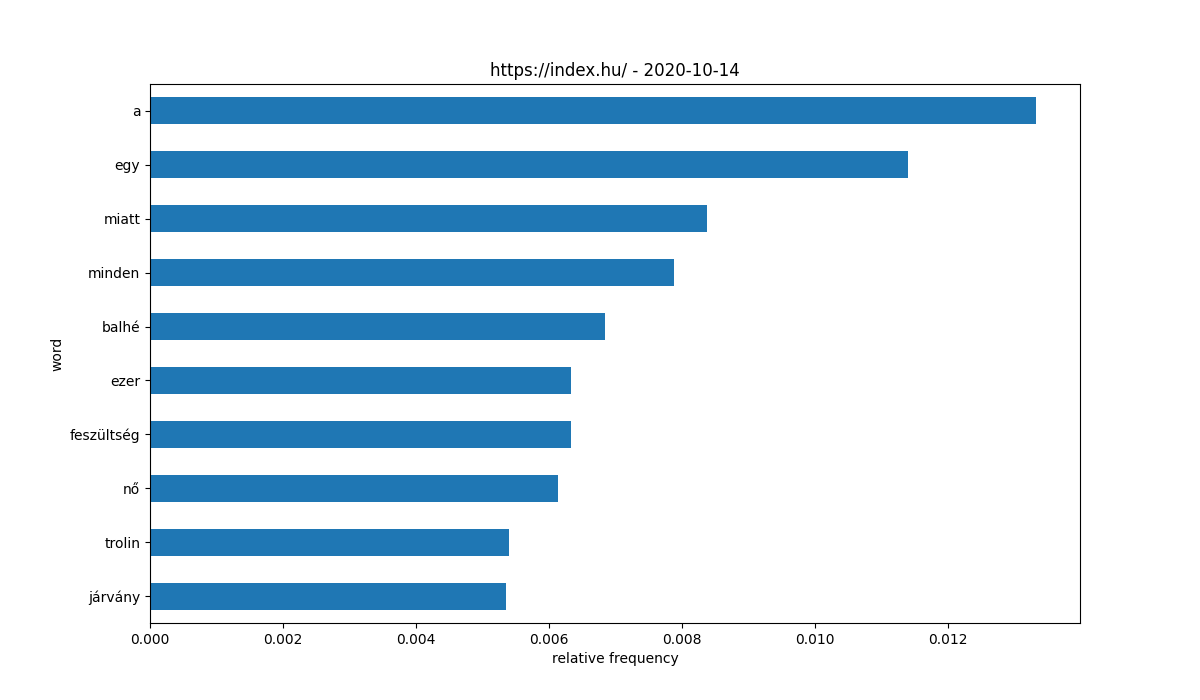 https://index.hu/ - 2020-10-14
word
a
egy
miatt
minden
balhé
ezer
feszültség
nő
trolin
járvány
0.000 0.002 0.004 0.006 0.008 0.010 0.012
relative frequency